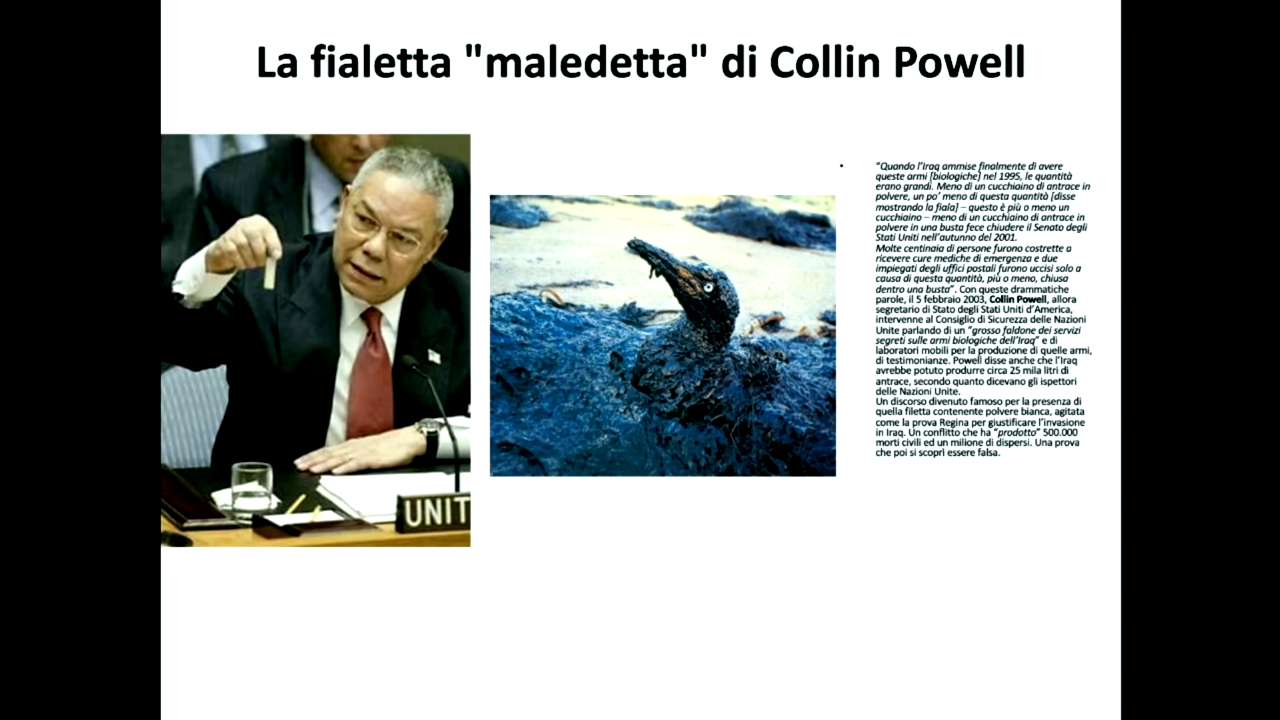 La fialetta "maledetta" di Collin Powell
UNIT
• "Quando l'Iraq ammise finalmente di avere
queste armi [biologiche] nel 1995, le quantità
erano grandi. Meno di un cucchiaino di antrace in
polvere, un po' meno di questa quantità [disse
mostrando la fiala] – questo è più o meno un
cucchiaino – meno di un cucchiaino di antrace in
polvere in una busta fece chiudere il Senato degli
Stati Uniti nell'autunno del 2001.
Molte centinaia di persone furono costrette a
ricevere cure mediche di emergenza e due
impiegati degli uffici postali furono uccisi solo a
causa di questa quantità, più o meno, chiusa
dentro una busta". Con queste drammatiche
parole, il 5 febbraio 2003, Collin Powell, allora
segretario di Stato degli Stati Uniti d'America,
intervenne al Consiglio di Sicurezza delle Nazioni
Unite parlando di un "grosso faldone dei servizi
segreti sulle armi biologiche dell'Iraq" e di
laboratori mobili per la produzione di quelle armi,
di testimonianze. Powell disse anche che l'Iraq
avrebbe potuto produrre circa 25 mila litri di
antrace, secondo quanto dicevano gli ispettori
delle Nazioni Unite.
Un discorso divenuto famoso per la presenza di
quella filetta contenente polvere bianca, agitata
come la prova Regina per giustificare l'invasione
in Iraq. Un conflitto che ha "prodotto" 500.000
morti civili ed un milione di dispersi. Una prova
che poi si scoprì essere falsa.